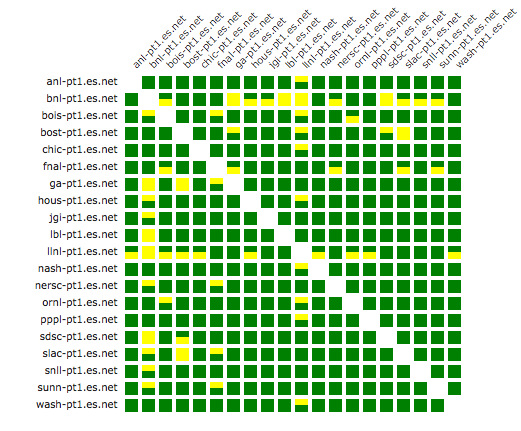 anl-pt1.es.net
bnl-pt1.es.net
bois-pt1.es.net
bost-pt1.es.net
chic-pt1.es.net
fnal-pt1.es.net
ga-pt1.es.net
hous-pt1.es.net
jgi-pt1.es.net
lbl-pt1.es.net
llnl-pt1.es.net
nash-pt1.es.net
nersc-pt1.es.net
ornl-pt1.es.net
pppl-pt1.es.net
sdsc-pt1.es.net
slac-pt1.es.net
snll-pt1.es.net
sunn-pt1.es.net
wash-pt1.es.net
anl-pt1.es.net
bnl-pt1.es.net
bois-pt1.es.net
bost-pt1.es.net
chic-pt1.es.net
fnal-pt1.es.net
ga-pt1.es.net
hous-pt1.es.net
jgi-pt1.es.net
lbl-pt1.es.net
llnl-pt1.es.net
nash-pt1.es.net
nersc-pt1.es.net
ornl-pt1.es.net
pppl-pt1.es.net
sdsc-pt1.es.net
slac-pt1.es.net
snll-pt1.es.net
sunn-pt1.es.net
wash-pt1.es.net